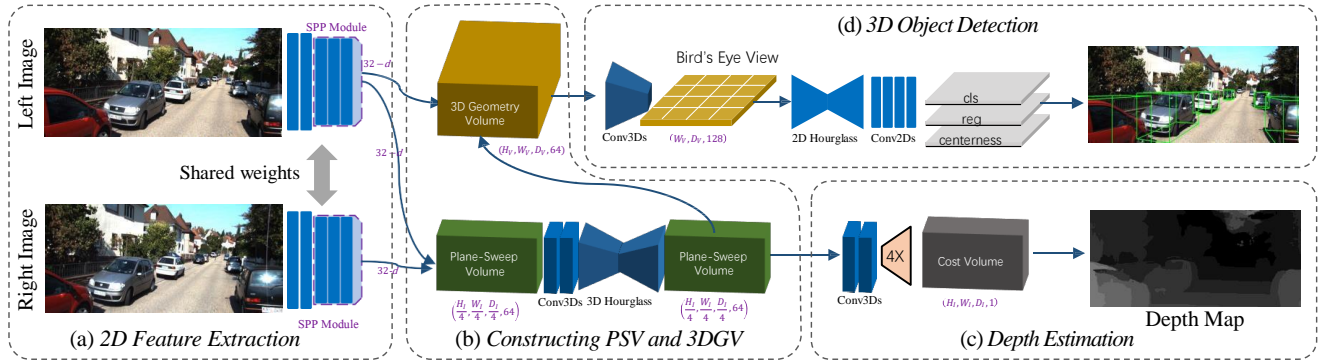 Left Image
Right Image
SPP Module
32-d
32-d
32-d
Shared weights
SPP Module
(a) 2D Feature Extraction
3D Geometry
Volume
(H_V, W_V, D_V, 64)
Plane-Sweep
Volume
(H_I/4, W_I/4, D_I/4, 64)
Conv3Ds
3D Hourglass
Plane-Sweep
Volume
(H_I/4, W_I/4, D_I/4, 64)
(b) Constructing PSV and 3DGV
(d) 3D Object Detection
Bird's Eye View
Conv3Ds
(W_V, D_V, 128)
2D Hourglass
Conv2Ds
cls
reg
centerness
Conv3Ds
4X
Cost Volume
(H_I, W_I, D_I, 1)
Depth Map
(c) Depth Estimation